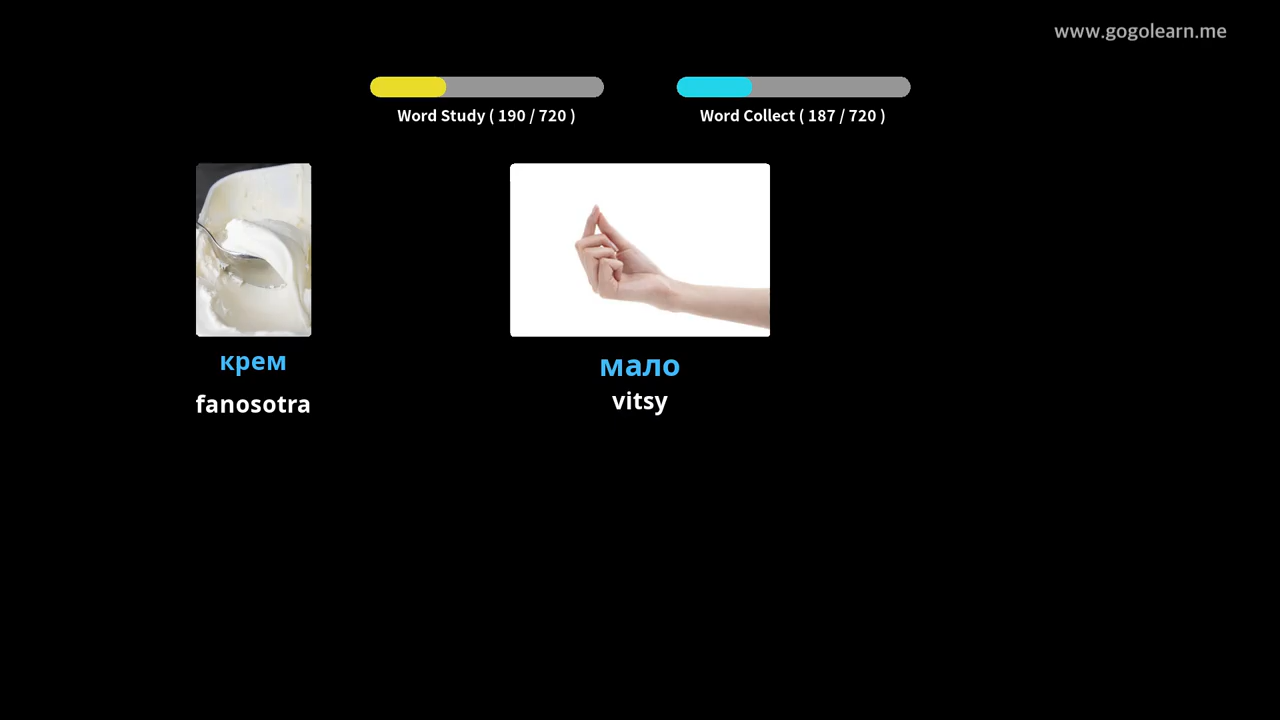 www.gogolearn.me
Word Study ( 190 / 720 )
Word Collect ( 187 / 720 )
крем
fanosotra
мало
vitsy